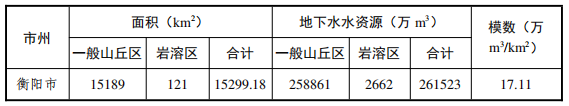 市州 面积（km²） 地下水水资源（万 m³） 模数（万 m³/km²）
一般山丘区 岩溶区 合计 一般山丘区 岩溶区 合计
衡阳市 15189 121 15299.18 258861 2662 261523 17.11